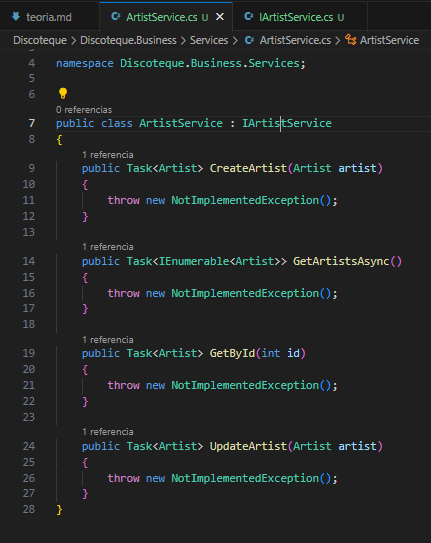 teoria.md
ArtistService.cs U
IArtistService.cs U
Discoteque > Discoteque.Business > Services > ArtistService.cs > ArtistService
4 namespace Discoteque.Business.Services;
5
6
0 referencias
7 public class ArtistService : IArtistService
8 {
1 referencia
9 public Task<Artist> CreateArtist(Artist artist)
10 {
11 throw new NotImplementedException();
12 }
13
1 referencia
14 public Task<IEnumerable<Artist>> GetArtistsAsync()
15 {
16 throw new NotImplementedException();
17 }
18
1 referencia
19 public Task<Artist> GetById(int id)
20 {
21 throw new NotImplementedException();
22 }
23
1 referencia
24 public Task<Artist> UpdateArtist(Artist artist)
25 {
26 throw new NotImplementedException();
27 }
28 }